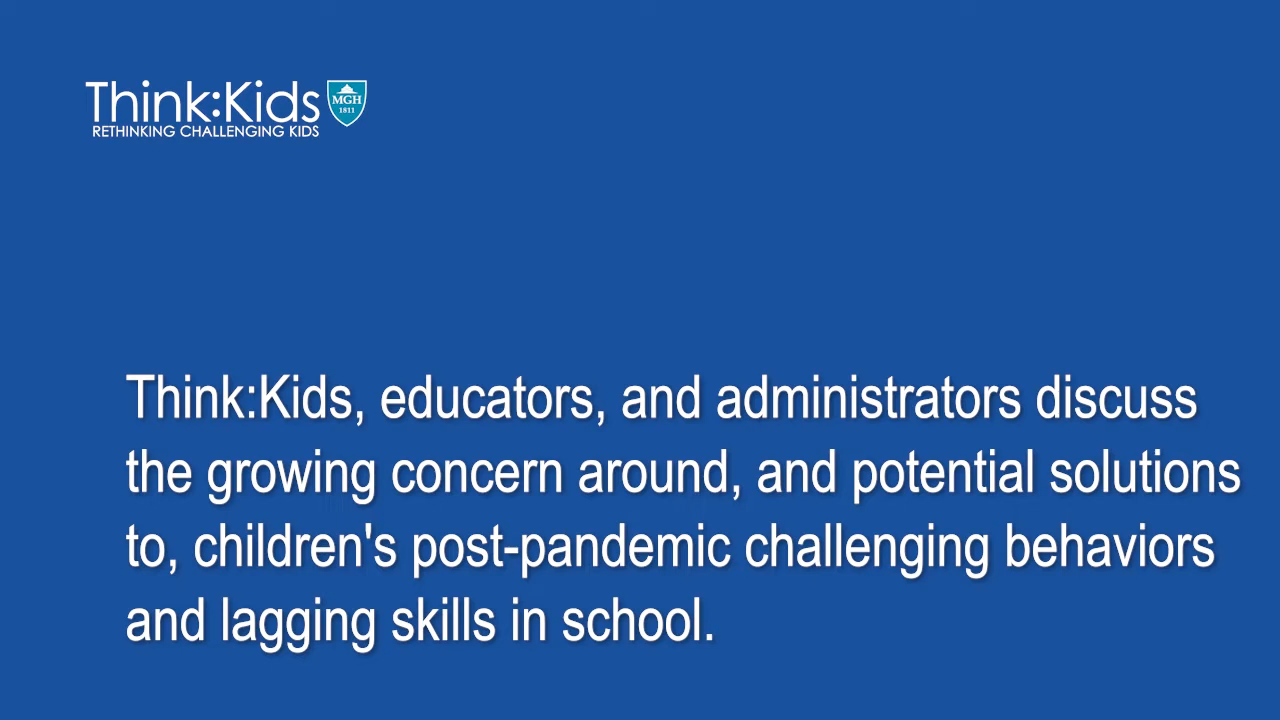 Think:Kids
MGH
1811
RETHINKING CHALLENGING KIDS
Think:Kids, educators, and administrators discuss
the growing concern around, and potential solutions
to, children's post-pandemic challenging behaviors
and lagging skills in school.